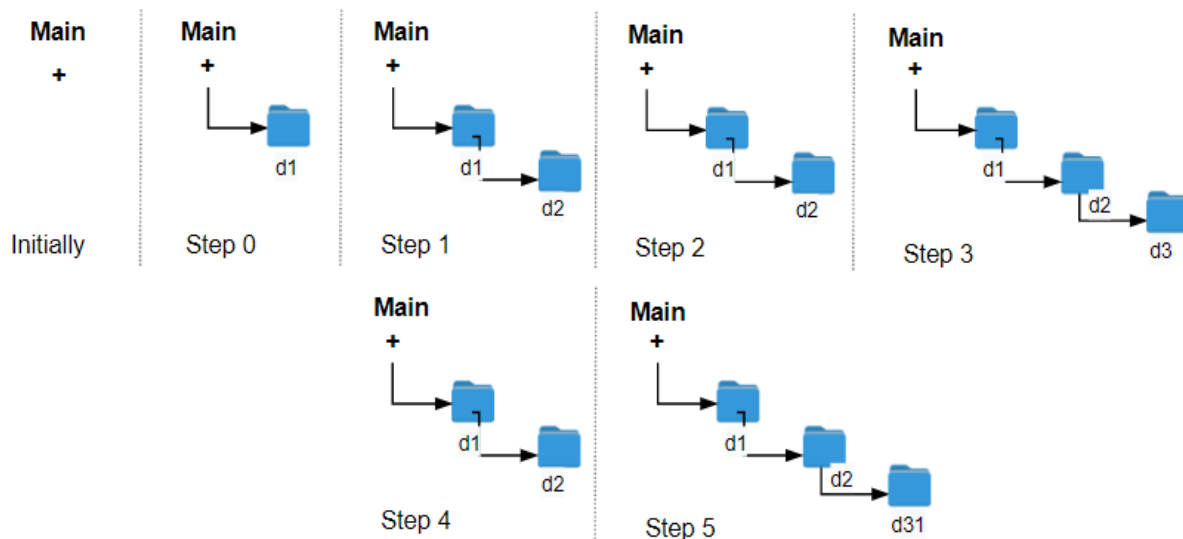 Main
+
Initially
Main
+
d1
Step 0
Main
+
d1
d2
Step 1
Main
+
d1
d2
Step 2
Main
+
d1
d2
d3
Step 3
Main
+
d1
d2
Step 4
Main
+
d1
d2
d31
Step 5